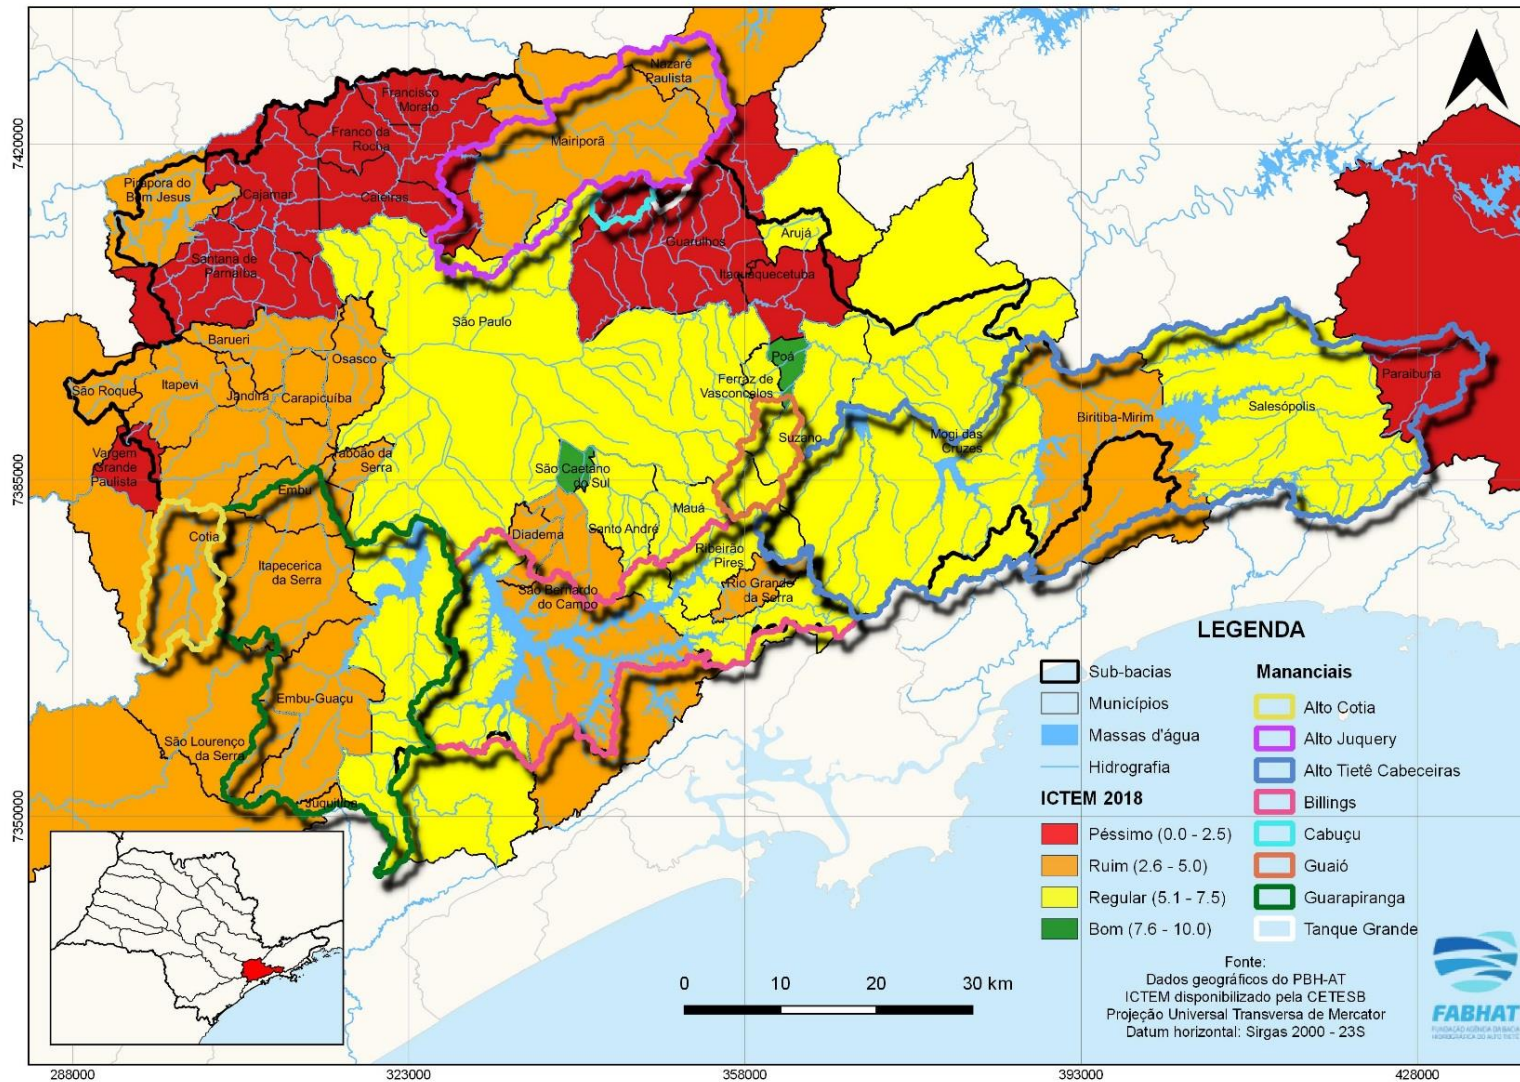 Nazaré
Paulista
Francisco
Morato
Franco da
Rocha
Mairiporã
7420000
Pirapora do
Bom Jesus
Cajamar
Caieiras
Guarulhos
Arujá
Santana de
Parnaíba
Itaquaquecetuba
São Paulo
Barueri
Osasco
Poá
São Roque
Itapevi
Jandira
Carapicuíba
Ferraz de
Vasconcelos
Paraibuna
Salesópolis
Biritiba-Mirim
Suzano
Mogi das
Cruzes
Vargem
Grande
Paulista
Taboão da
Serra
São Caetano
do Sul
7385000
Embu
Mauá
Cotia
Diadema
Santo André
Ribeirão
Pires
Itapecerica
da Serra
São Bernardo
do Campo
Rio Grande
da Serra
Embu-Guaçu
São Lourenço
da Serra
Juquitiba
7350000
LEGENDA
Sub-bacias
Municípios
Massas d'água
Hidrografia
ICTEM 2018
Péssimo (0.0 - 2.5)
Ruim (2.6 - 5.0)
Regular (5.1 - 7.5)
Bom (7.6 - 10.0)
Mananciais
Alto Cotia
Alto Juquery
Alto Tietê Cabeceiras
Billings
Cabuçu
Guaió
Guarapiranga
Tanque Grande
0 10 20 30 km
Fonte:
Dados geográficos do PBH-AT
ICTEM disponibilizado pela CETESB
Projeção Universal Transversa de Mercator
Datum horizontal: Sirgas 2000 - 23S
FABHAT
FUNDAÇÃO AGÊNCIA DA BACIA
HIDROGRÁFICA DO ALTO TIETÊ
288000 323000 358000 393000 428000